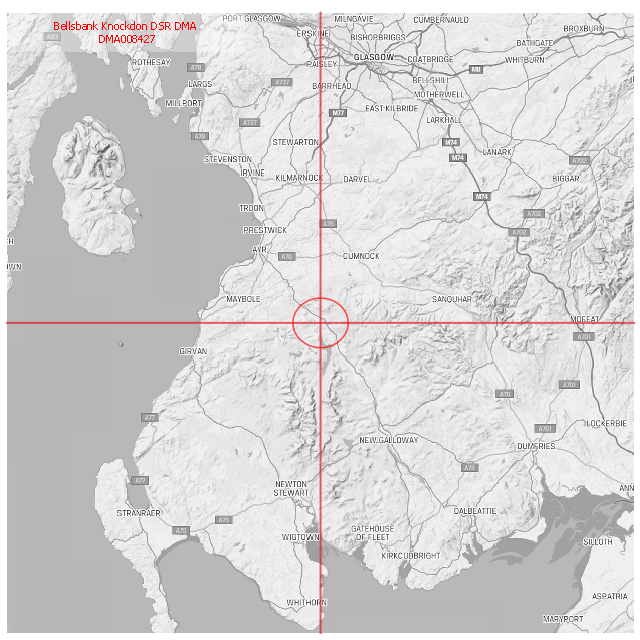 Bellsbank Knockdon DSR DMA
DMA008427
PORT GLASGOW
MILNGAVIE
CUMBERNAULD
ERSKINE
BISHOPBRIGGS
BROXBURN
BATHGATE
PAISLEY
GLASGOW
COATBRIDGE
WHITBURN
ROTHESAY
A78
M8
LARGS
A737
BARRHEAD
BELLSHILL
MOTHERWELL
MILLPORT
M77
EAST KILBRIDE
LARKHALL
A737
A78
STEWARTON
M74
LANARK
STEVENSTON
M74
A702
IRVINE
KILMARNOCK
DARVEL
BIGGAR
M74
TROON
A702
A76
PRESTWICK
A702
AYR
A70
CUMNOCK
MAYBOLE
SANQUHAR
MOFFAT
A701
GIRVAN
A701
A76
A77
LOCKERBIE
A701
NEW GALLOWAY
DUMFRIES
A75
A77
NEWTON
STEWART
ANN
STRANRAER
A75
DALBEATTIE
A75
WIGTOWN
GATEHOUSE
OF FLEET
SILLOTH
KIRKCUDBRIGHT
ASPATRIA
WHITHORN
MARYPORT